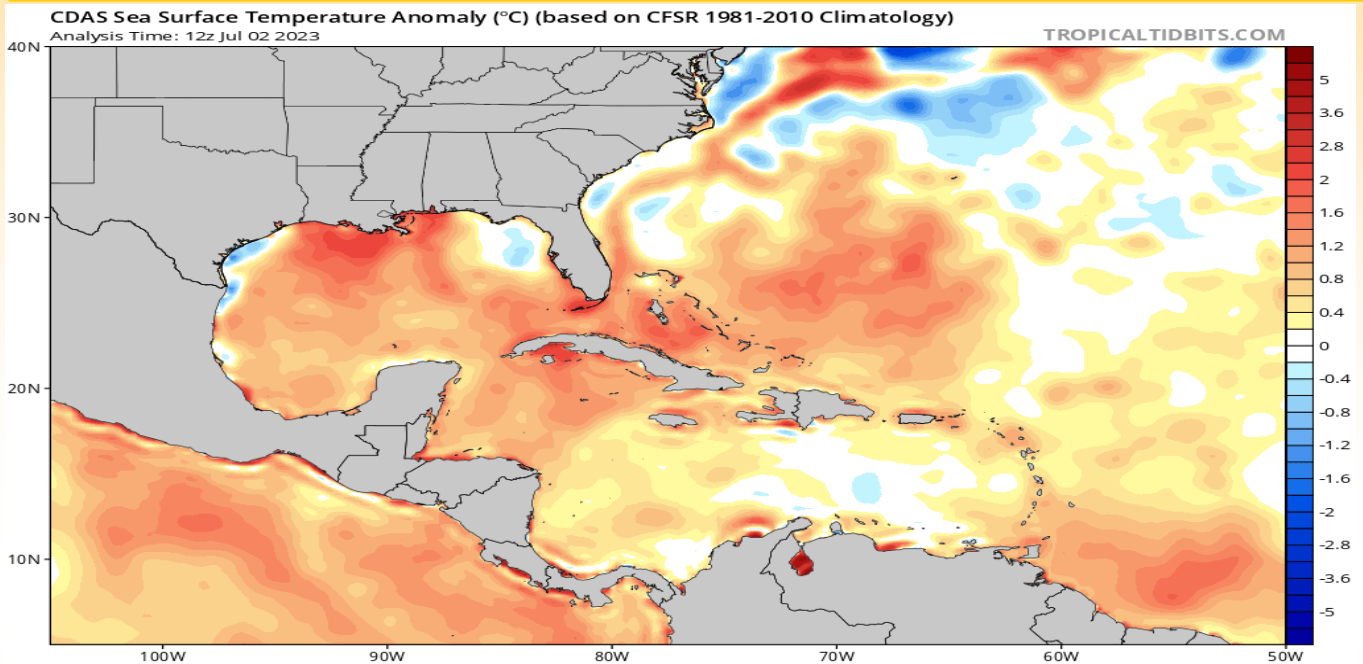 CDAS Sea Surface Temperature Anomaly (°C) (based on CFSR 1981-2010 Climatology)
Analysis Time: 12z Jul 02 2023
TROPICALTIDBITS.COM
40N
30N
20N
10N
100W
90W
80W
70W
60W
50W
5
3.6
2.8
2
1.6
1.2
0.8
0.4
0
-0.4
-0.8
-1.2
-1.6
-2
-2.8
-3.6
-5